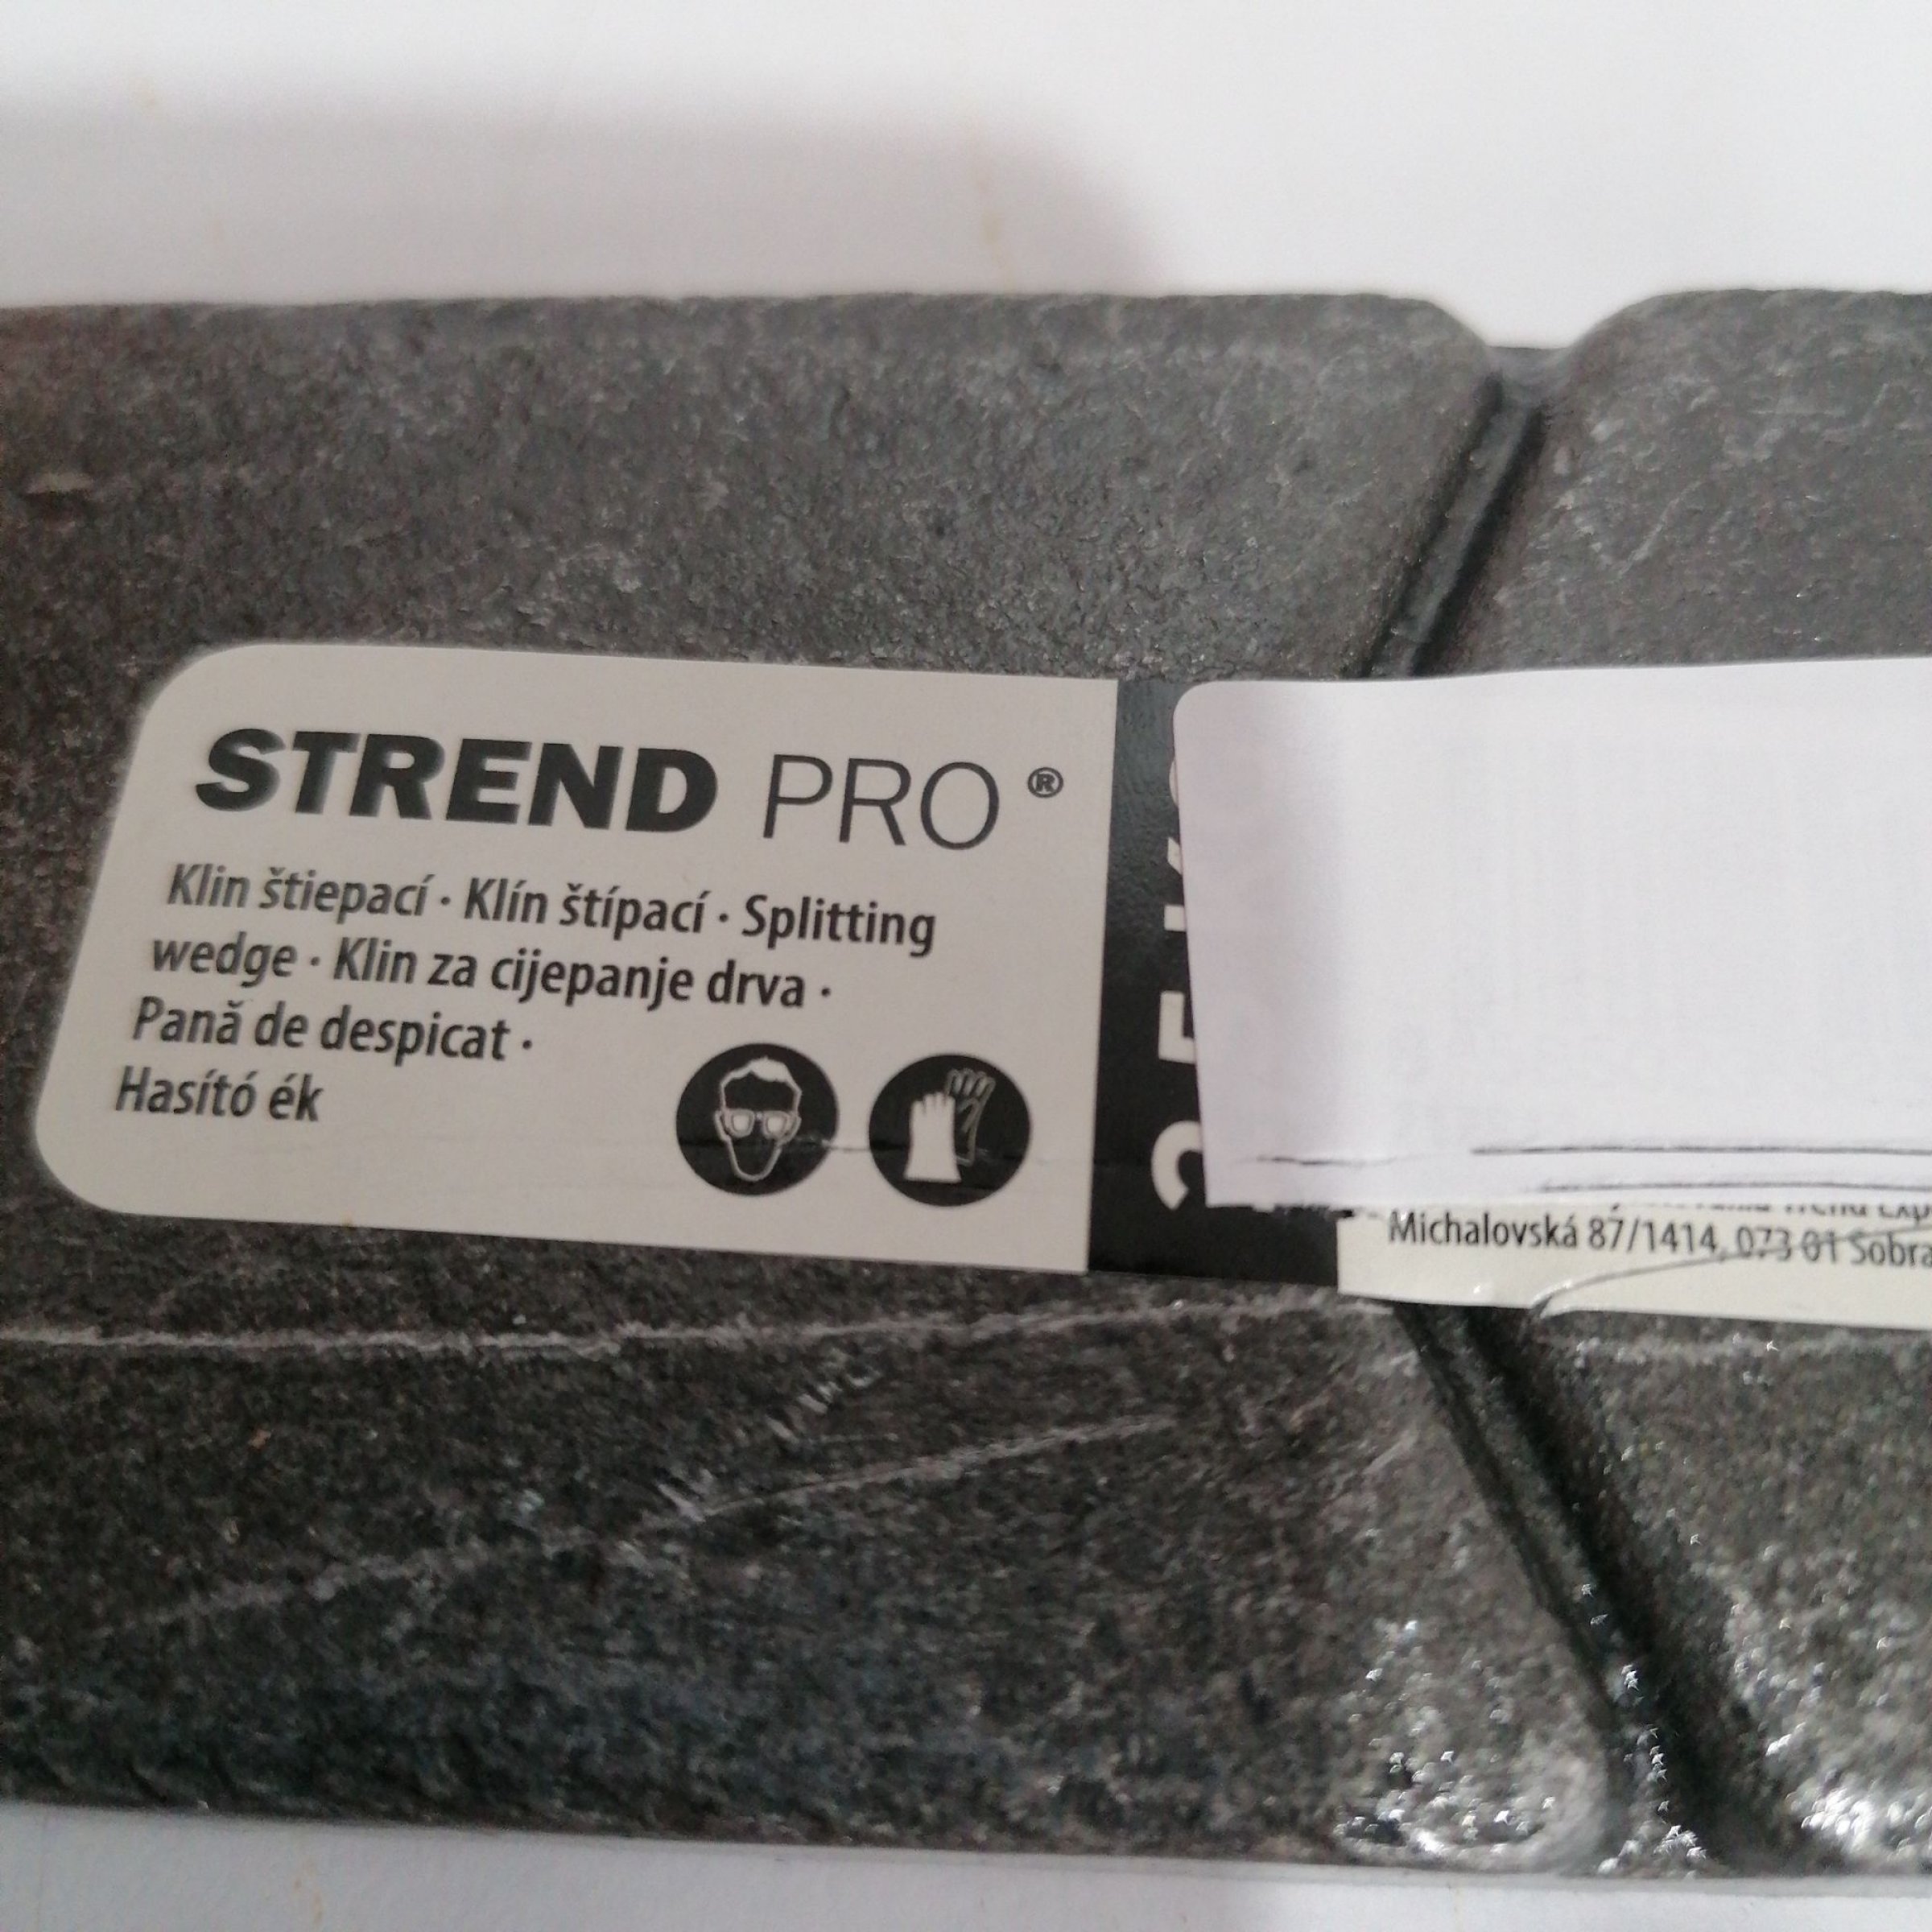 STREND PRO®
Klin štiepací · Klín štípací · Splitting
wedge · Klin za cijepanje drva ·
Pană de despicat ·
Hasító ék
Michalovská 87/1414, 073 01